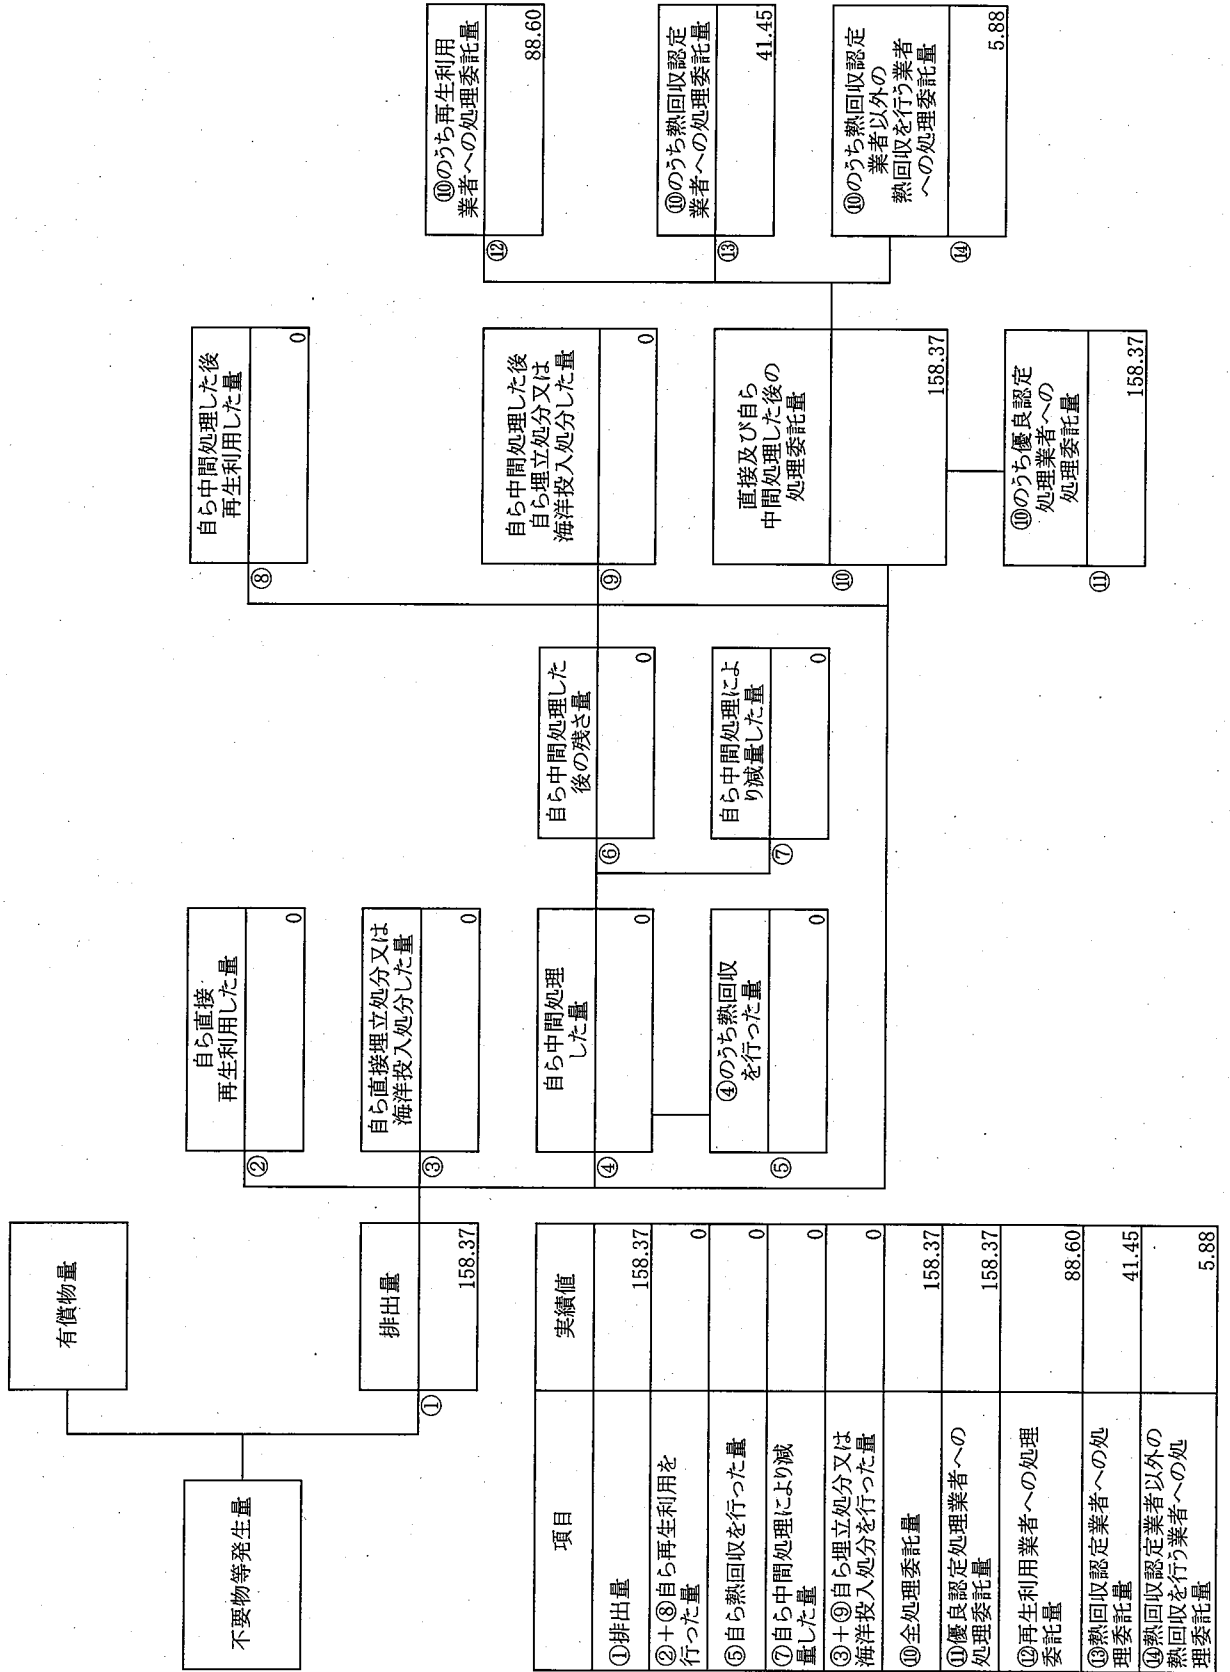 不要物等発生量
有償物量
排出量
①
158.37
②
自ら直接
再生利用した量
0
③
自ら直接埋立処分又は
海洋投入処分した量
0
④
自ら中間処理
した量
0
⑤
④のうち熱回収
を行った量
0
⑥
自ら中間処理した
後の残さ量
0
⑦
自ら中間処理によ
り減量した量
0
⑧
自ら中間処理した後
再生利用した量
0
⑨
自ら中間処理した後
自ら埋立処分又は
海洋投入処分した量
0
⑩
直接及び自ら
中間処理した後の
処理委託量
158.37
⑪
⑩のうち優良認定
処理業者への
処理委託量
158.37
⑫
⑩のうち再生利用
業者への処理委託量
88.60
⑬
⑩のうち熱回収認定
業者への処理委託量
41.45
⑭
⑩のうち熱回収認定
業者以外の
熱回収を行う業者
への処理委託量
5.88
項目
実績値
①排出量
158.37
②+⑧自ら再生利用を
行った量
0
⑤自ら熱回収を行った量
0
⑦自ら中間処理により減
量した量
0
③+⑨自ら埋立処分又は
海洋投入処分を行った量
0
⑩全処理委託量
158.37
⑪優良認定処理業者への
処理委託量
158.37
⑫再生利用業者への処理
委託量
88.60
⑬熱回収認定業者への処
理委託量
41.45
⑭熱回収認定業者以外の
熱回収を行う業者への処
理委託量
5.88